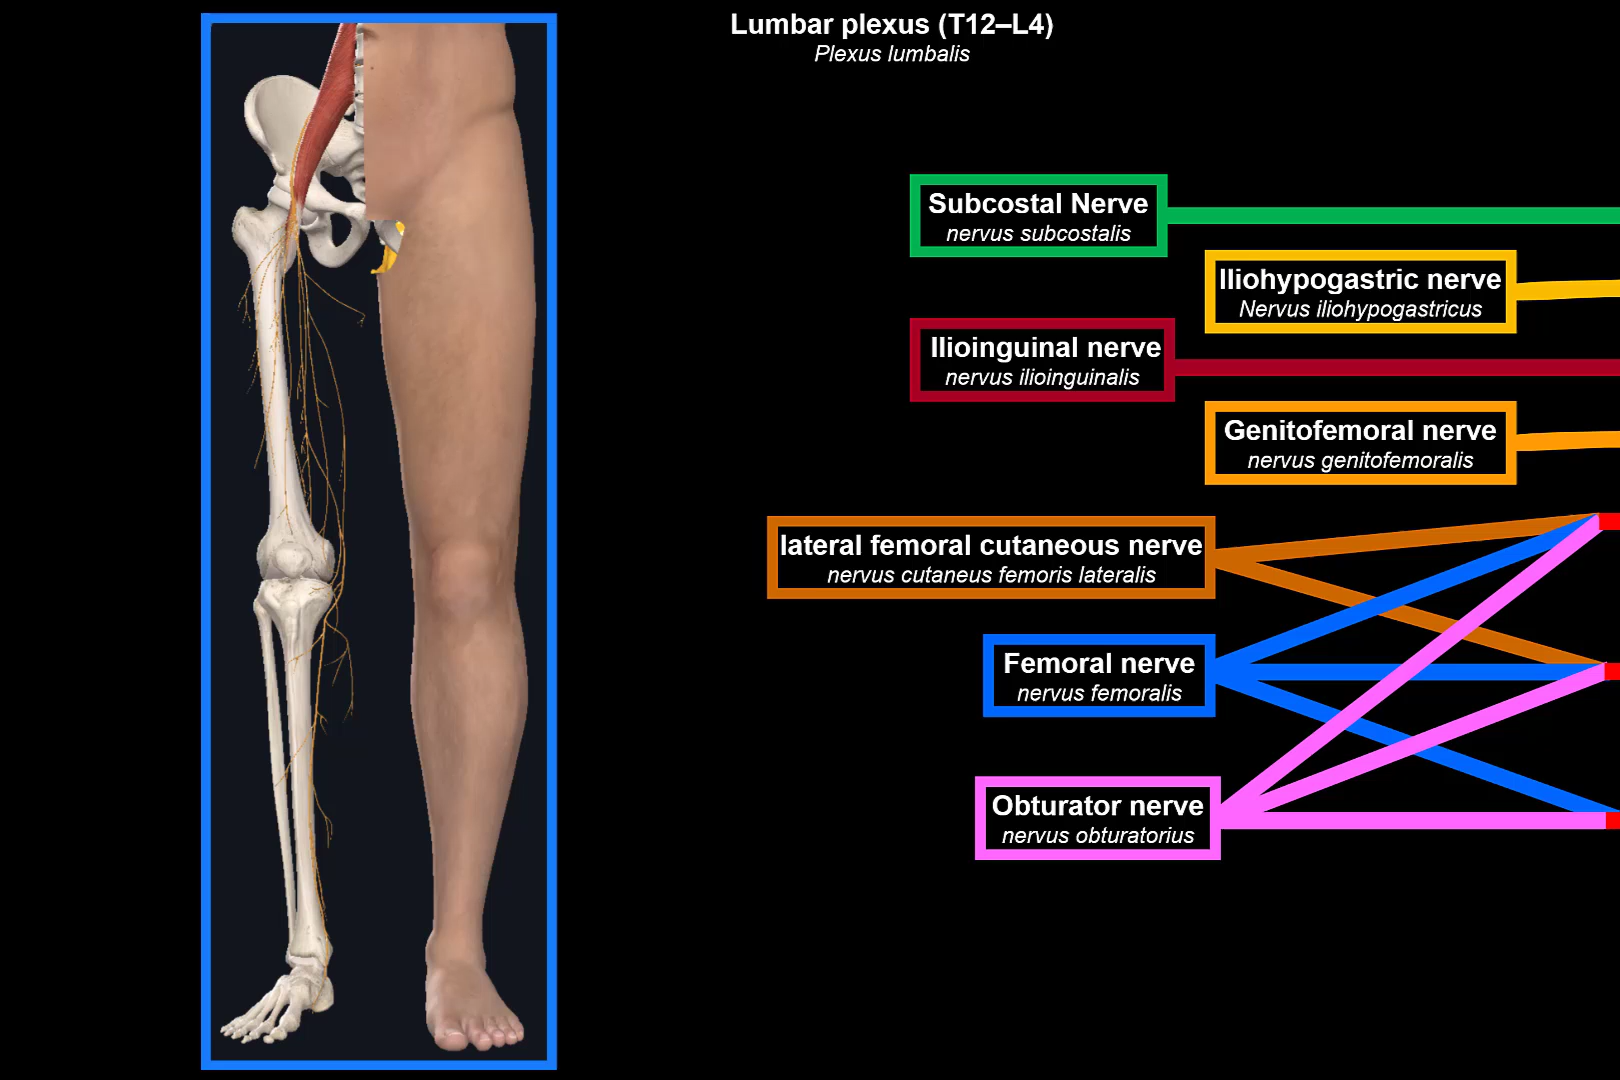 Lumbar plexus (T12–L4)
Plexus lumbalis
Subcostal Nerve
nervus subcostalis
Iliohypogastric nerve
Nervus iliohypogastricus
Ilioinguinal nerve
nervus ilioinguinalis
Genitofemoral nerve
nervus genitofemoralis
lateral femoral cutaneous nerve
nervus cutaneus femoris lateralis
Femoral nerve
nervus femoralis
Obturator nerve
nervus obturatorius